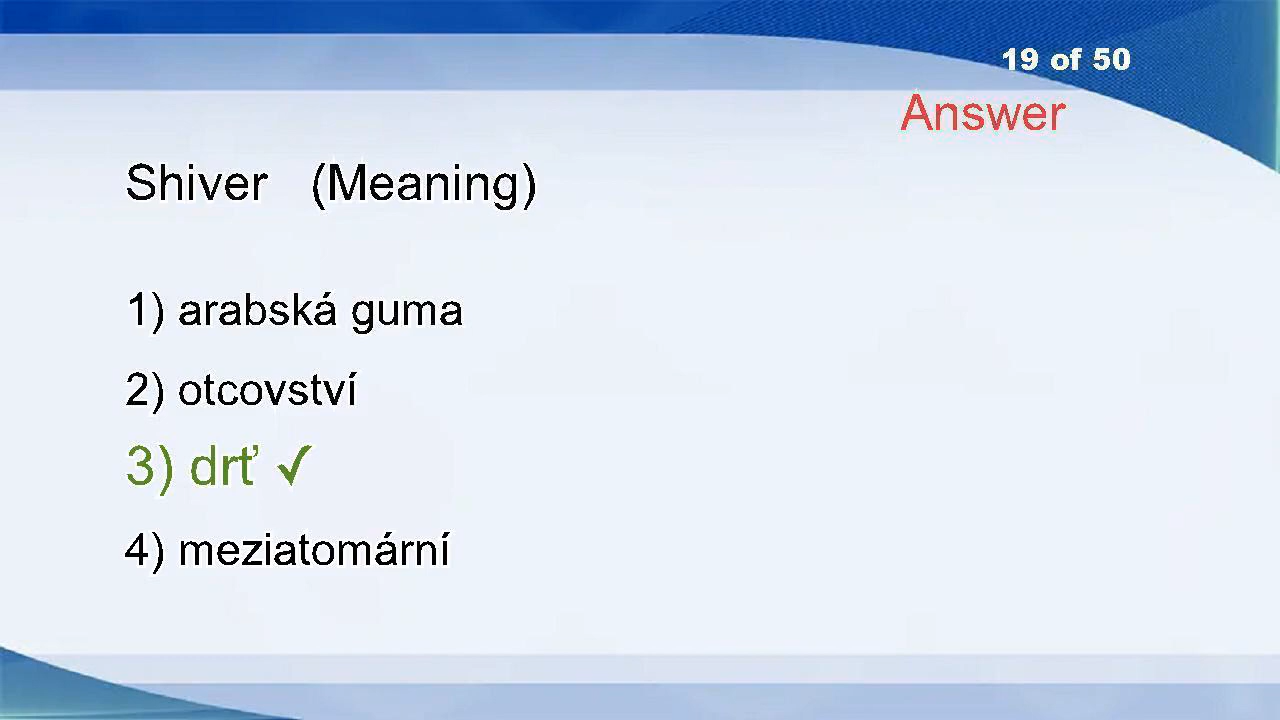 19 of 50
Answer
Shiver (Meaning)
1) arabská guma
2) otcovství
3) drť ✓
4) meziatomární